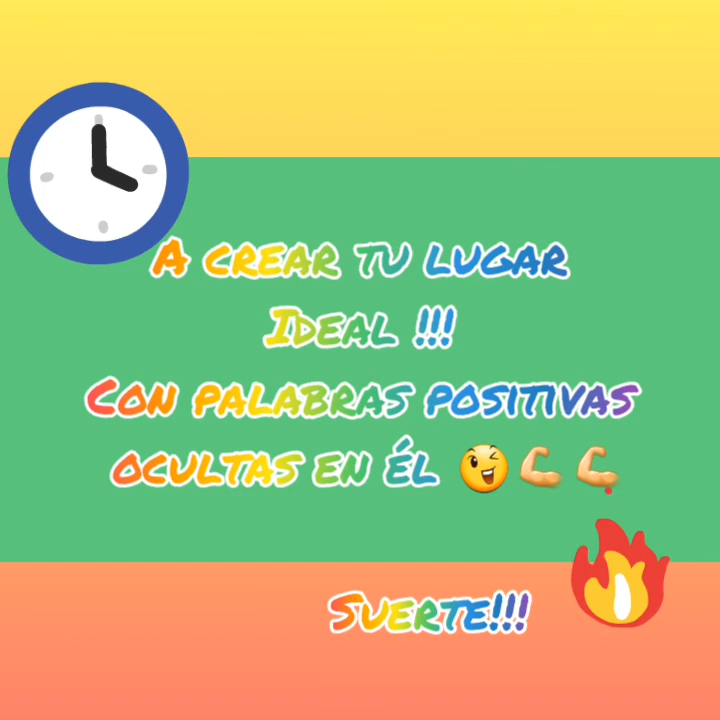 A crear tu lugar
Ideal !!!
Con palabras positivas
ocultas en él 😉💪💪
Suerte!!!